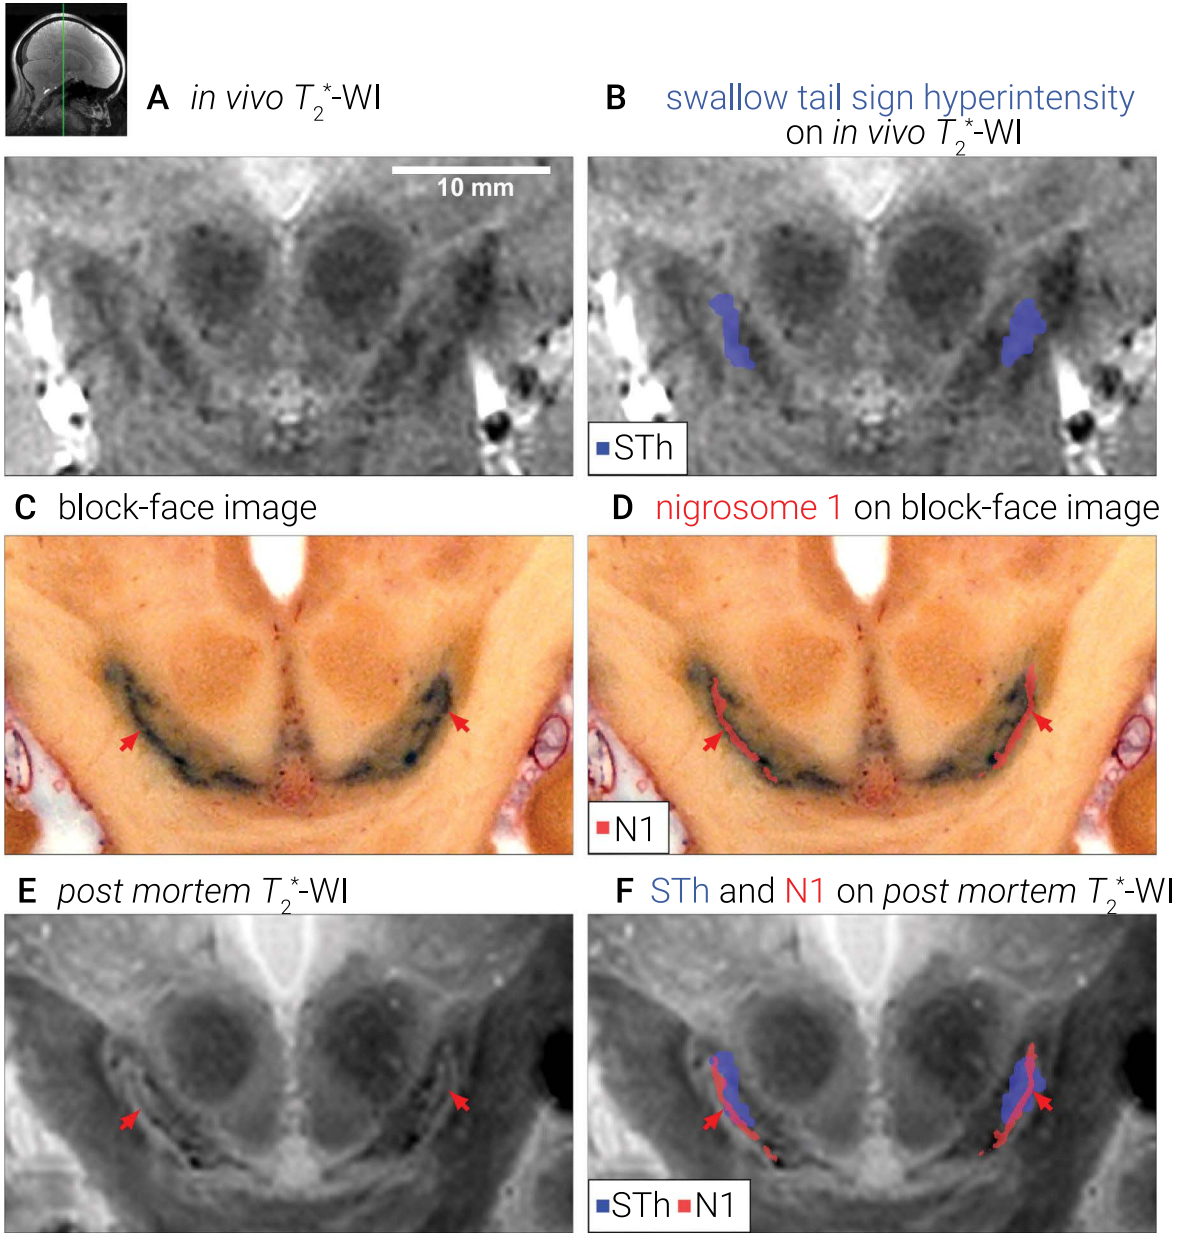 A in vivo T2*-WI
B swallow tail sign hyperintensity
on in vivo T2*-WI
10 mm
STh
C block-face image
D nigrosome 1 on block-face image
N1
E post mortem T2*-WI
F STh and N1 on post mortem T2*-WI
STh N1